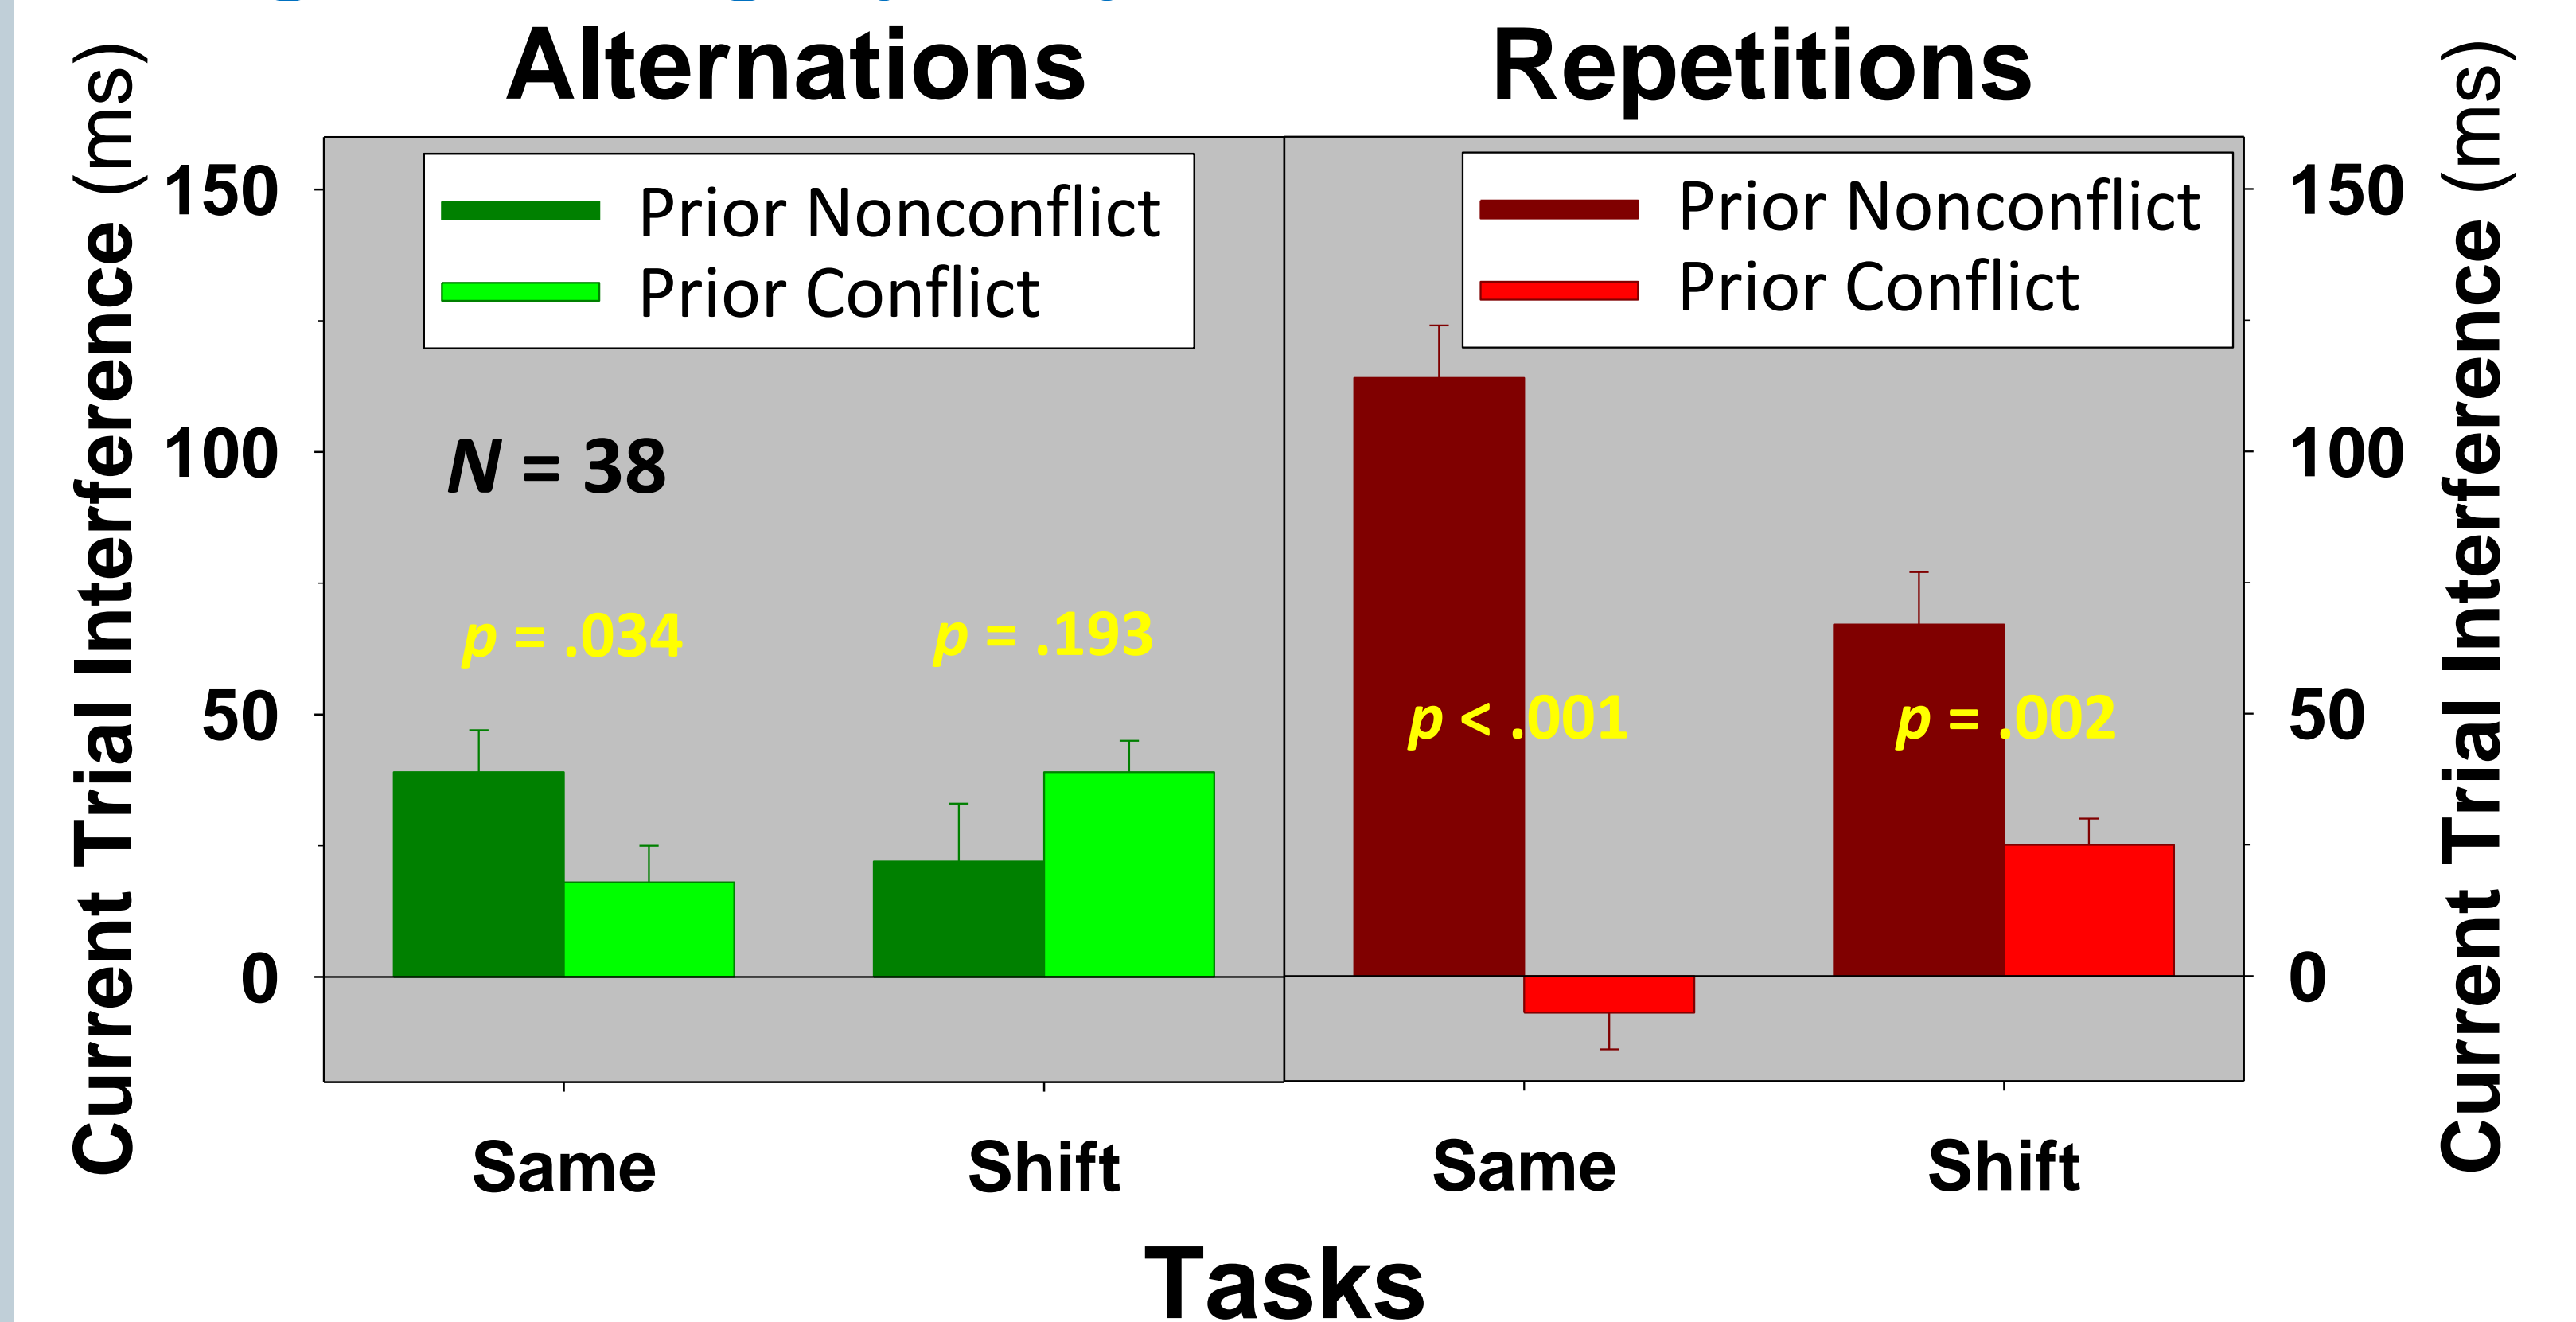 Alternations
Repetitions
Current Trial Interference (ms)
150
100
50
0
Prior Nonconflict
Prior Conflict
N = 38
p = .034
p = .193
Prior Nonconflict
Prior Conflict
p < .001
p = .002
150
100
50
0
Current Trial Interference (ms)
Same
Shift
Same
Shift
Tasks